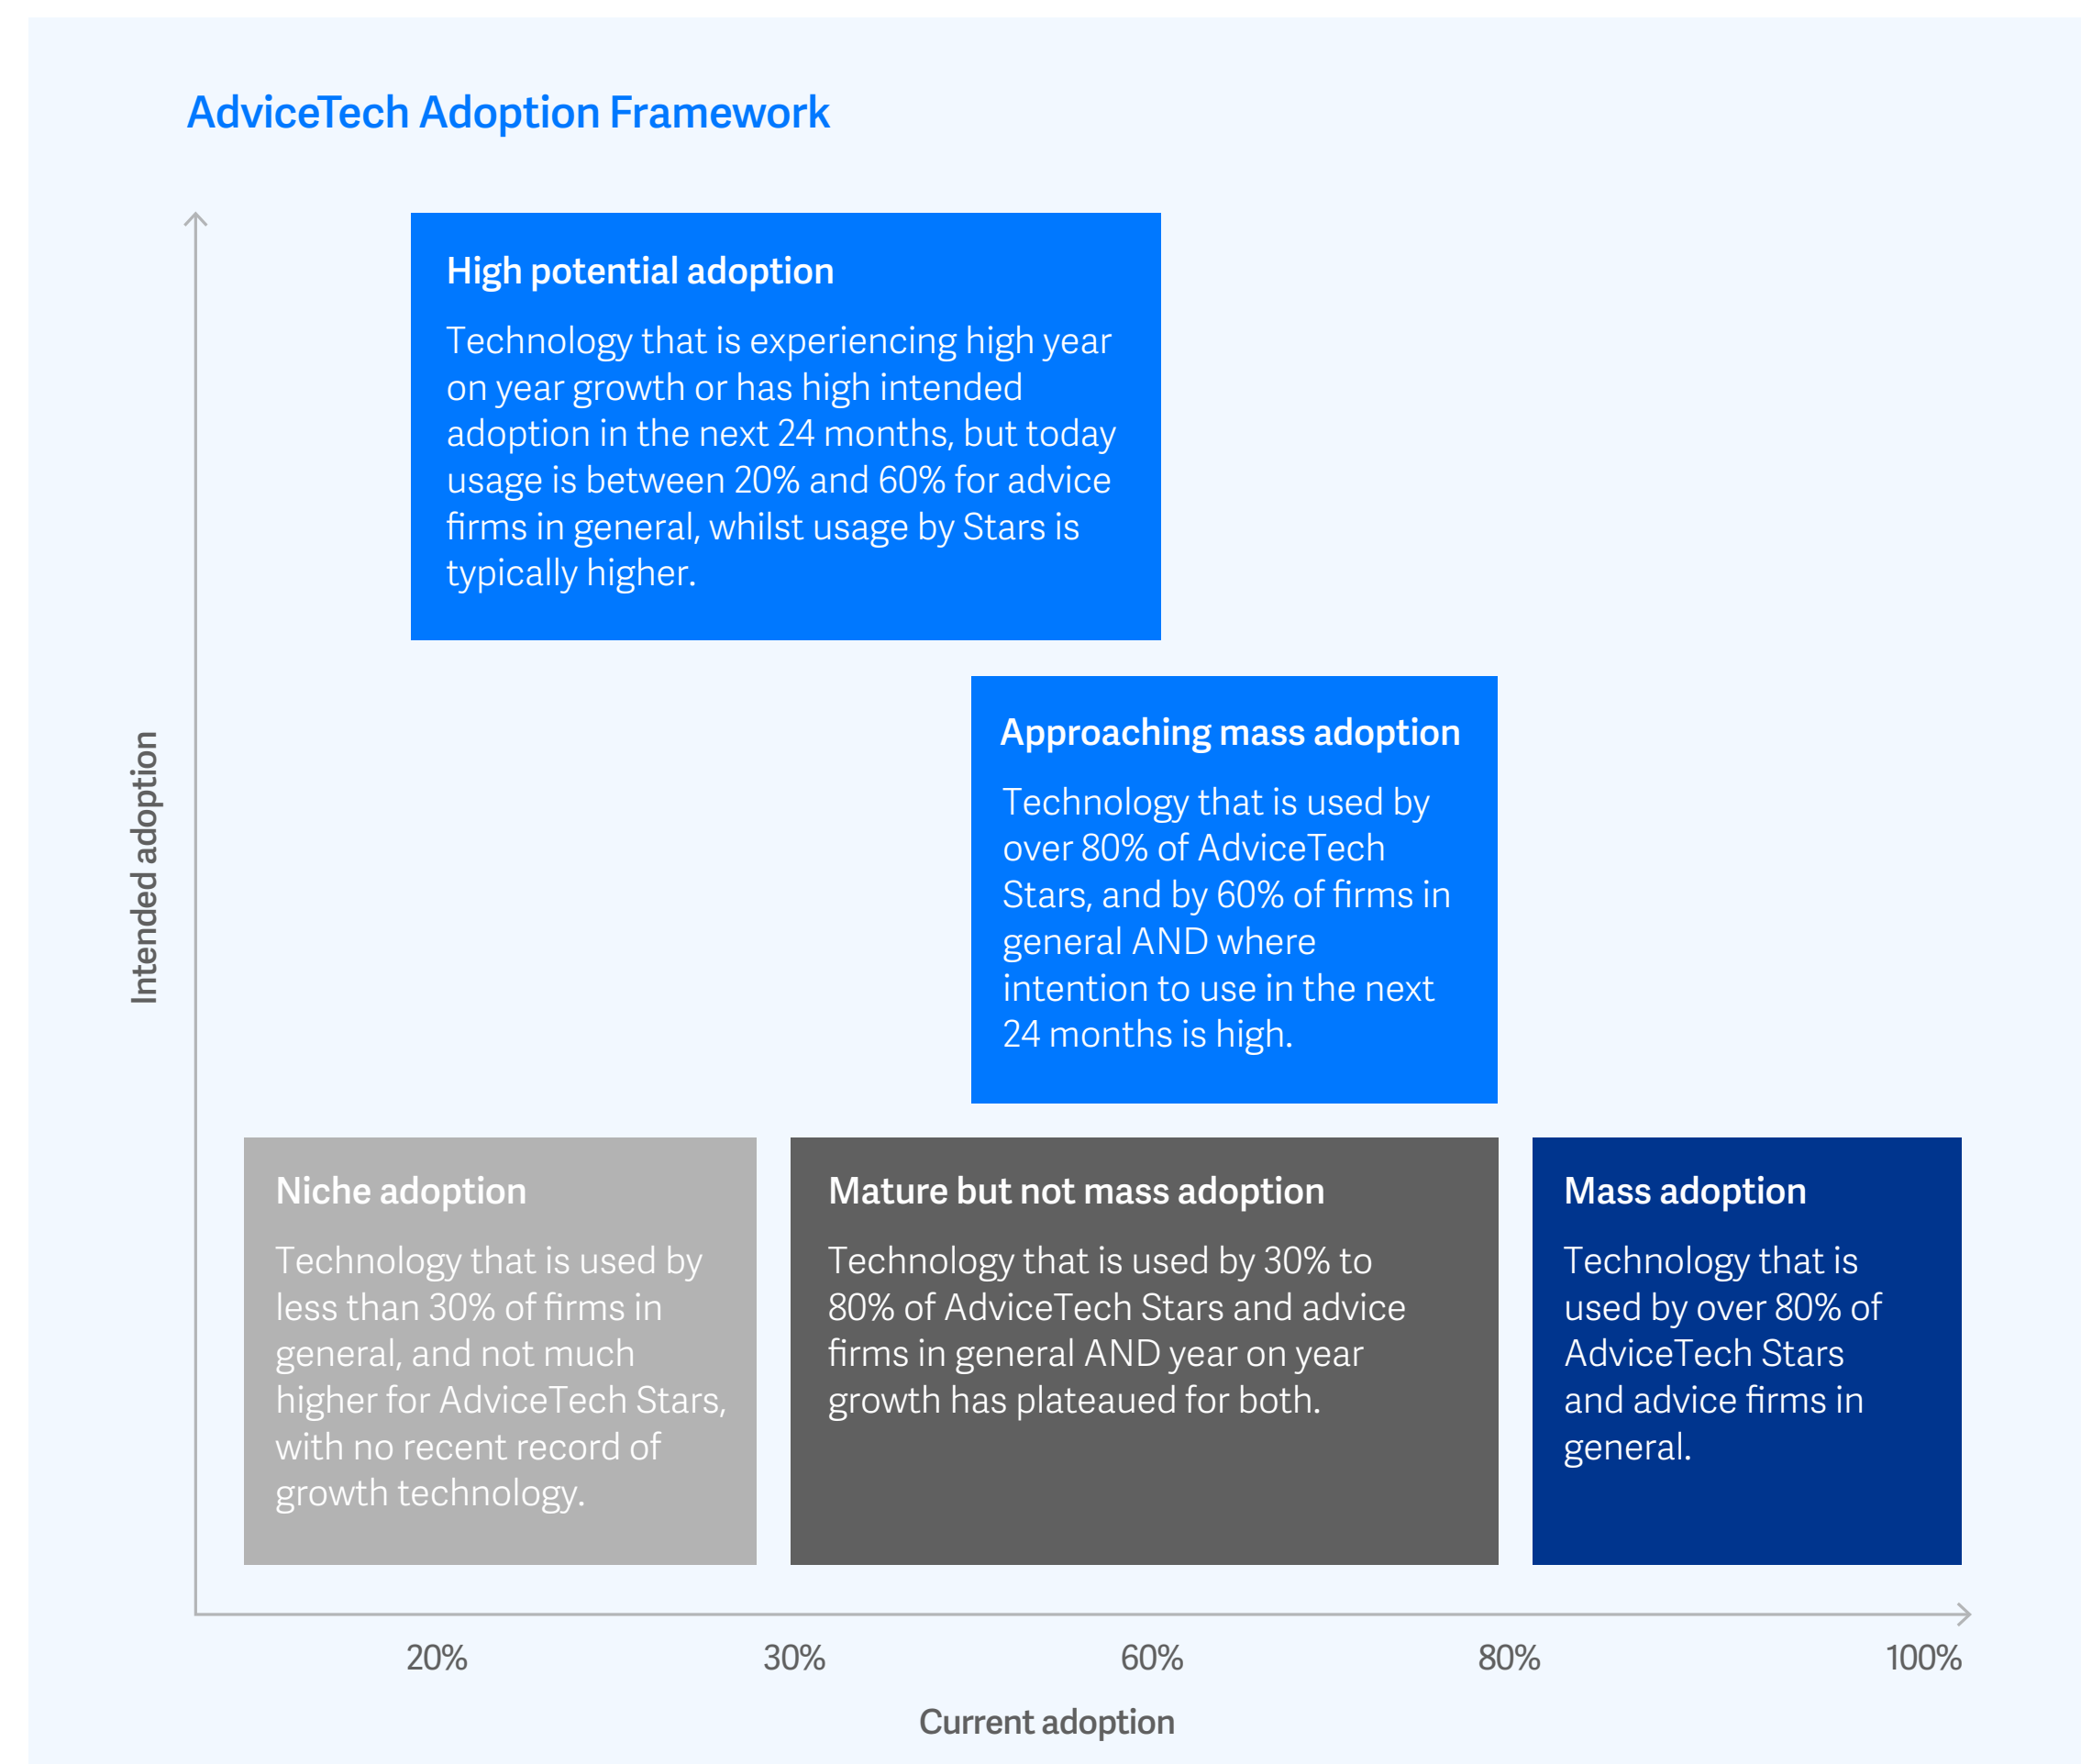 AdviceTech Adoption Framework
High potential adoption
Technology that is experiencing high year
on year growth or has high intended
adoption in the next 24 months, but today
usage is between 20% and 60% for advice
firms in general, whilst usage by Stars is
typically higher.
Approaching mass adoption
Technology that is used by
over 80% of AdviceTech
Stars, and by 60% of firms in
general AND where
intention to use in the next
24 months is high.
Intended adoption
Niche adoption
Technology that is used by
less than 30% of firms in
general, and not much
higher for AdviceTech Stars,
with no recent record of
growth technology.
Mature but not mass adoption
Technology that is used by 30% to
80% of AdviceTech Stars and advice
firms in general AND year on year
growth has plateaued for both.
Mass adoption
Technology that is
used by over 80% of
AdviceTech Stars
and advice firms in
general.
20% 30% 60% 80% 100%
Current adoption